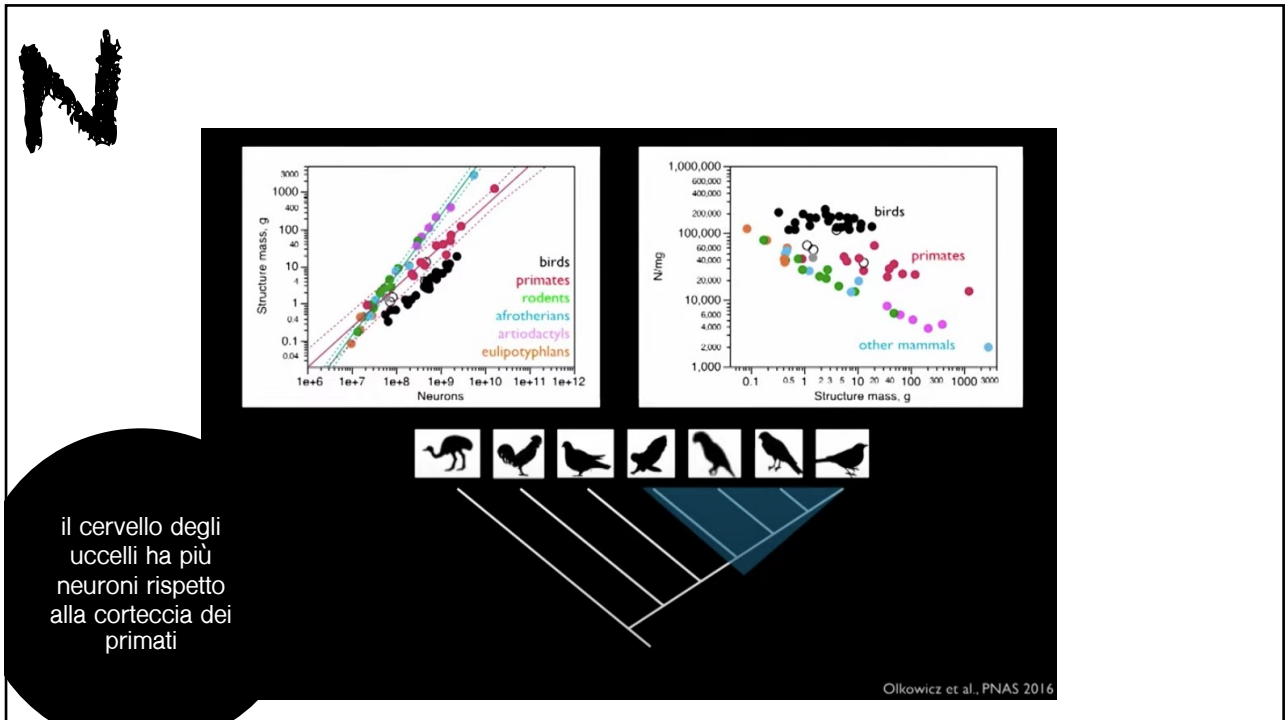 N
3000
1000
400
100
40
10
4
1
0.4
0.1
0.04
Structure mass, g
1e+6 1e+7 1e+8 1e+9 1e+10 1e+11 1e+12
Neurons
birds
primates
rodents
afrotherians
artiodactyls
eulipotyphlans
1,000,000
600,000
400,000
200,000
100,000
60,000
40,000
20,000
10,000
6,000
4,000
2,000
1,000
N/mg
birds
primates
other mammals
0.1 0.5 1 2 3 5 10 20 40 100 300 1000 3000
Structure mass, g
il cervello degli
uccelli ha più
neuroni rispetto
alla corteccia dei
primati
Olkowicz et al., PNAS 2016